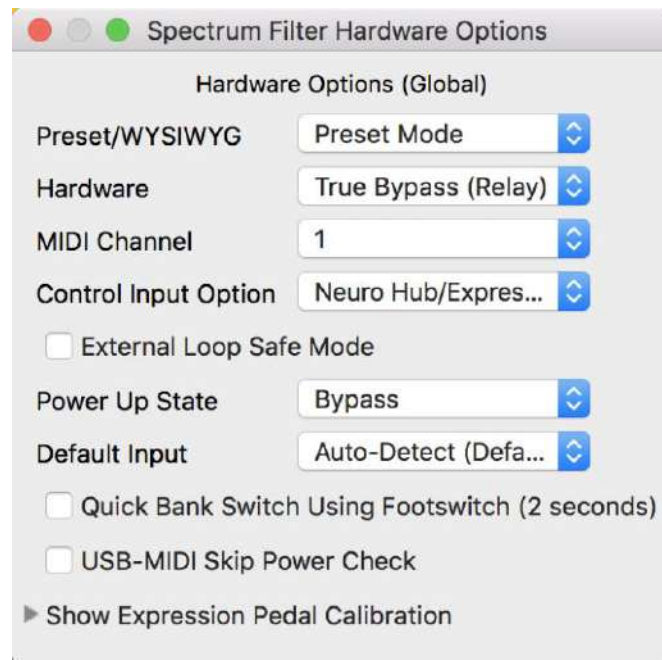 Spectrum Filter Hardware Options
Hardware Options (Global)
Preset/WYSIWYG Preset Mode
Hardware True Bypass (Relay)
MIDI Channel 1
Control Input Option Neuro Hub/Expres...
External Loop Safe Mode
Power Up State Bypass
Default Input Auto-Detect (Defa...
Quick Bank Switch Using Footswitch (2 seconds)
USB-MIDI Skip Power Check
Show Expression Pedal Calibration